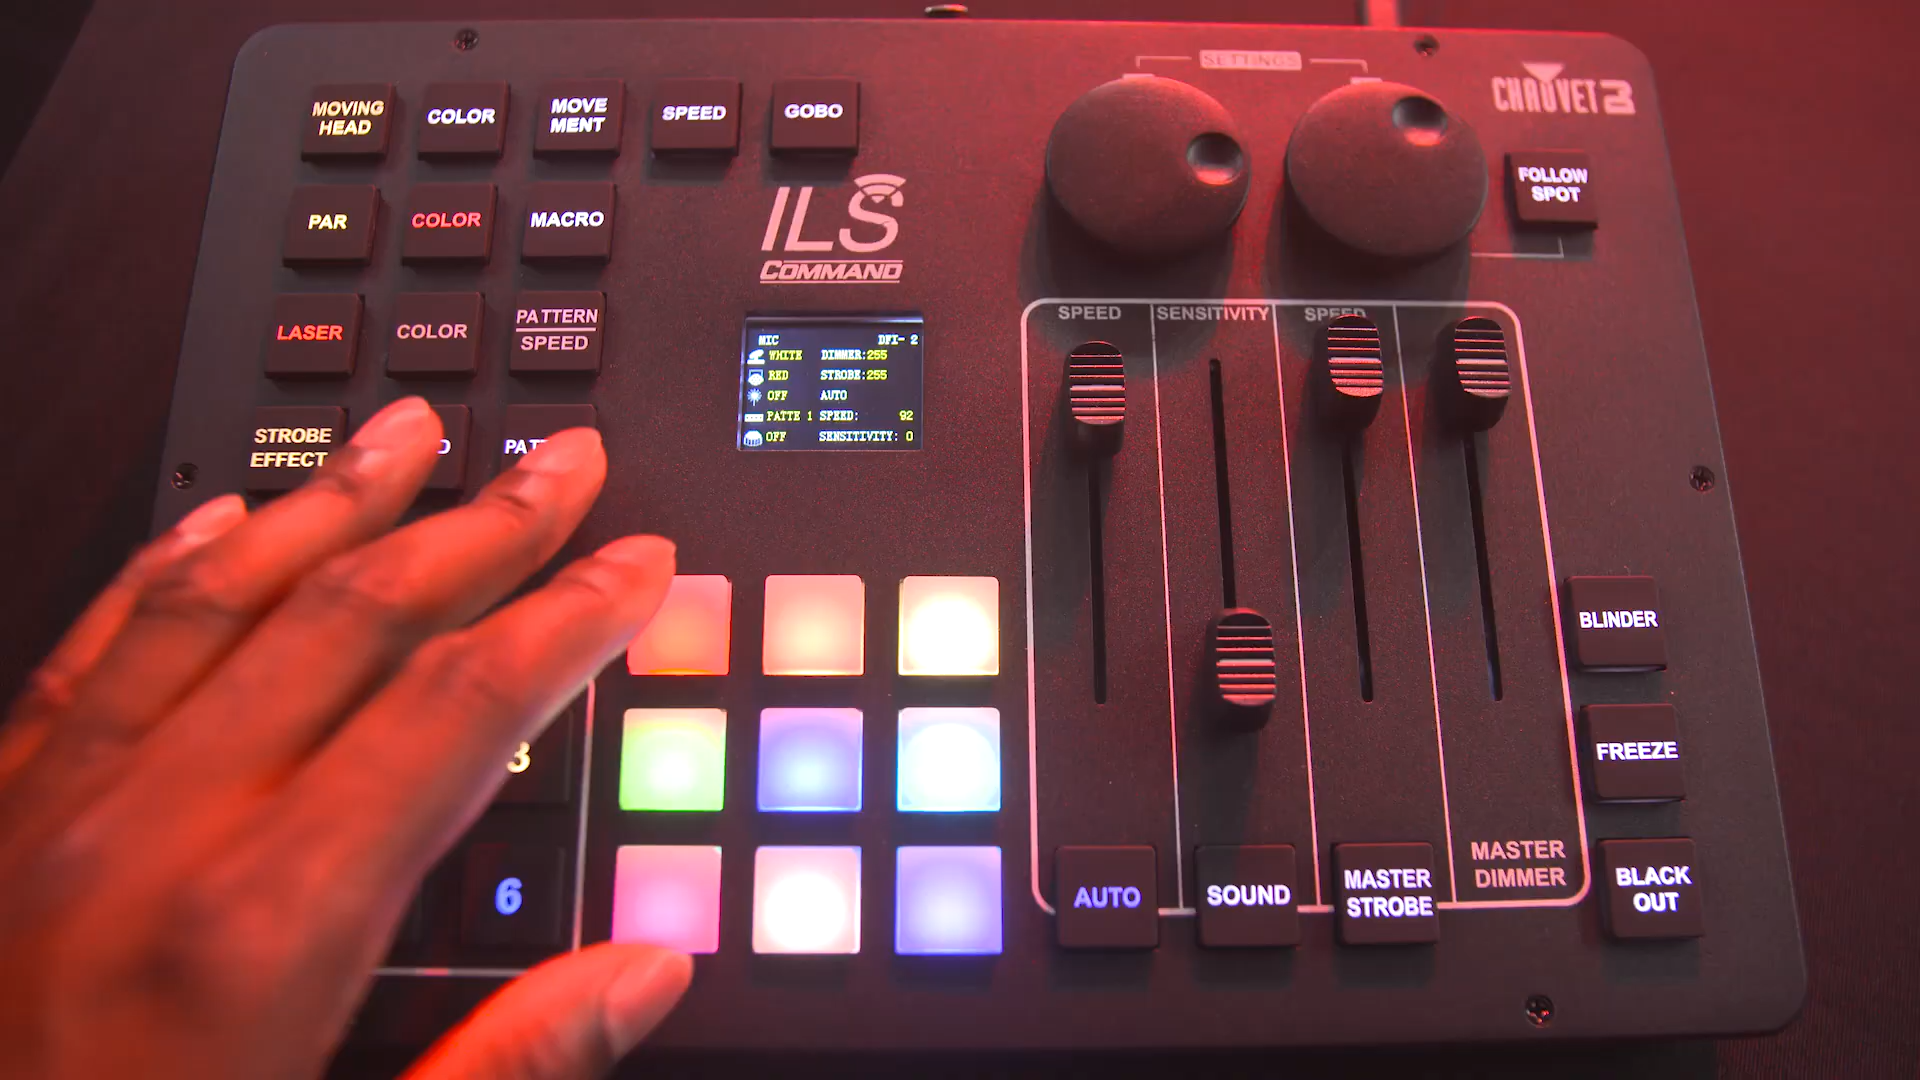 SETTINGS
CHAUVET
MOVING
HEAD
COLOR
MOVE
MENT
SPEED
GOBO
FOLLOW
SPOT
PAR
COLOR
MACRO
ILS
COMMAND
LASER
COLOR
PATTERN
SPEED
SPEED
SENSITIVITY
SPEED
MIC DFI- 2
WHITE DIMMER:255
RED STROBE:255
OFF AUTO
PATTE 1 SPEED: 92
OFF SENSITIVITY: 0
STROBE
EFFECT
BLINDER
3
FREEZE
6
AUTO
SOUND
MASTER
STROBE
MASTER
DIMMER
BLACK
OUT